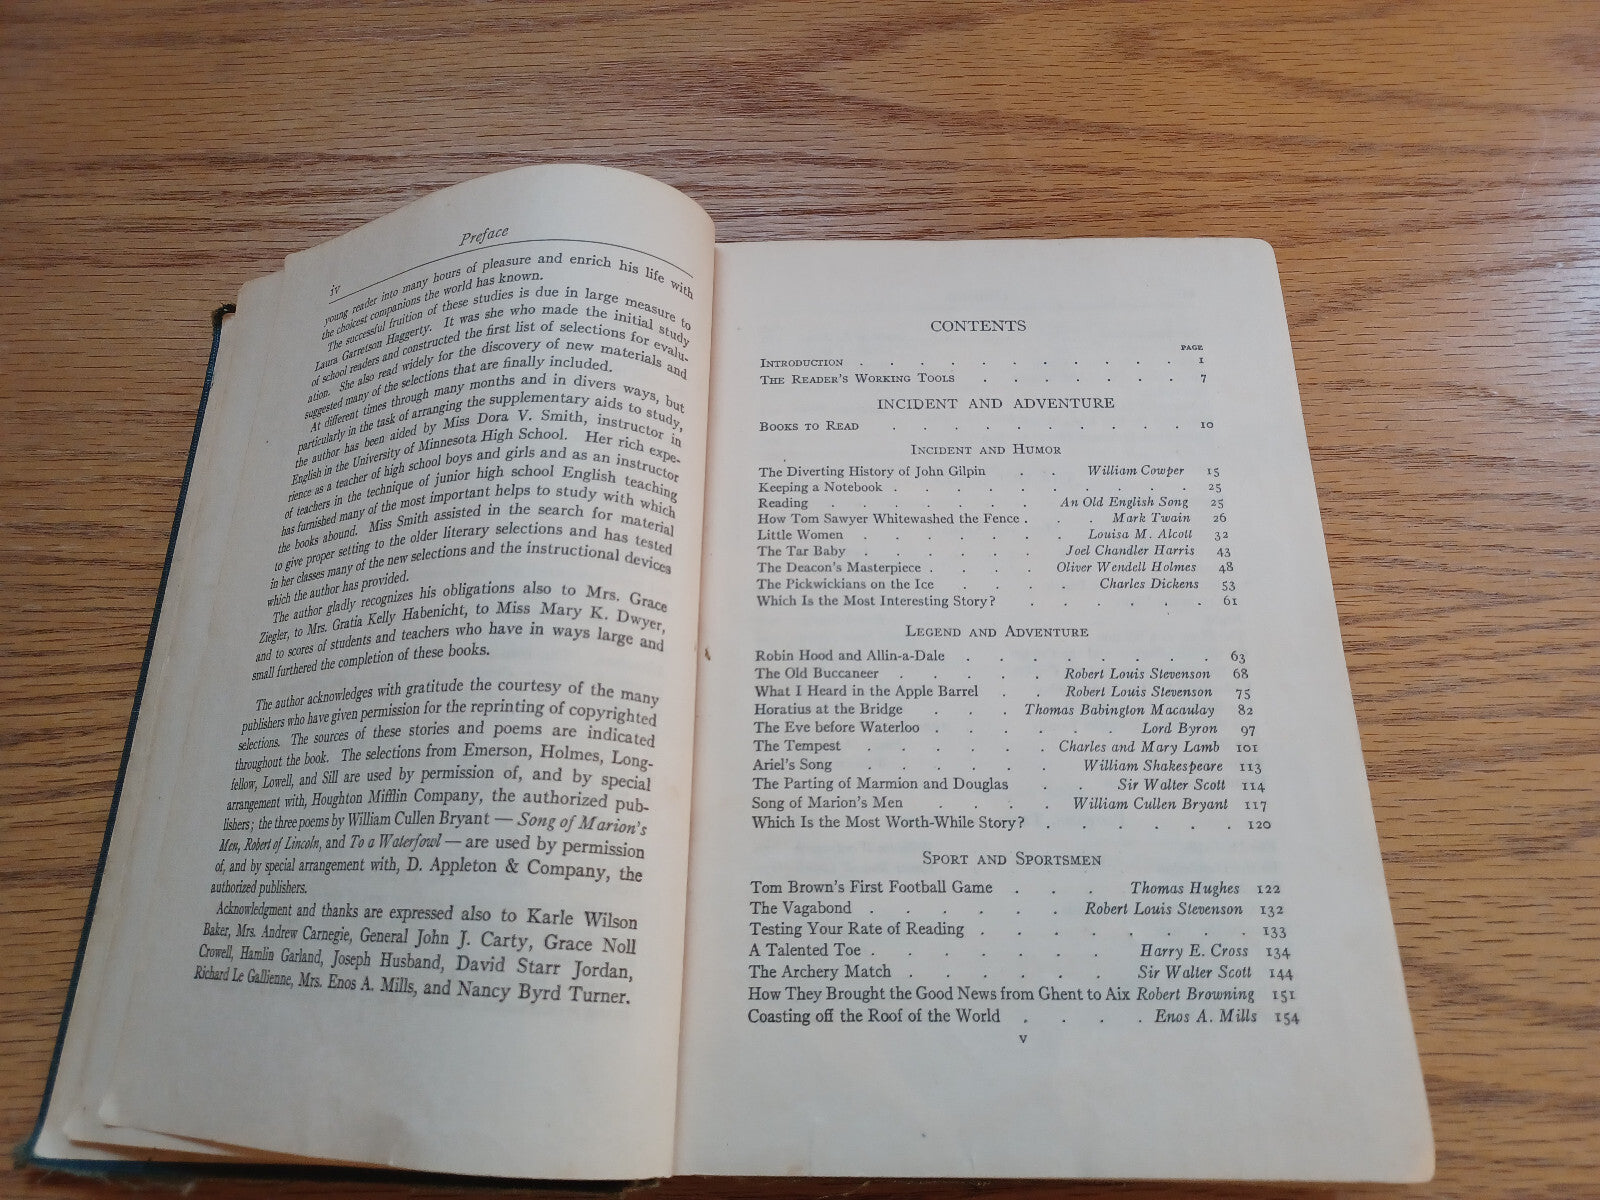 iv
Preface
young reader into many hours of pleasure and enrich his life with
the choicest companions the world has known.
The successful fruition of these studies is due in large measure to
Laura Garretson Haggerty. It was she who made the initial study
of school readers and constructed the first list of selections for evalu-
ation. She also read widely for the discovery of new materials and
suggested many of the selections that are finally included.
At different times through many months and in divers ways, but
particularly in the task of arranging the supplementary aids to study,
the author has been aided by Miss Dora V. Smith, instructor in
English in the University of Minnesota High School. Her rich expe-
rience as a teacher of high school boys and girls and as an instructor
of teachers in the technique of junior high school English teaching
has furnished many of the most important helps to study with which
the books abound. Miss Smith assisted in the search for material
to give proper setting to the older literary selections and has tested
in her classes many of the new selections and the instructional devices
which the author has provided.
The author gladly recognizes his obligations also to Mrs. Grace
Ziegler, to Mrs. Gratia Kelly Habenicht, to Miss Mary K. Dwyer,
and to scores of students and teachers who have in ways large and
small furthered the completion of these books.
The author acknowledges with gratitude the courtesy of the many
publishers who have given permission for the reprinting of copyrighted
selections. The sources of these stories and poems are indicated
throughout the book. The selections from Emerson, Holmes, Long-
fellow, Lowell, and Sill are used by permission of, and by special
arrangement with, Houghton Mifflin Company, the authorized pub-
lishers; the three poems by William Cullen Bryant — Song of Marion's
Men, Robert of Lincoln, and To a Waterfowl — are used by permission
of, and by special arrangement with, D. Appleton & Company, the
authorized publishers.
Acknowledgment and thanks are expressed also to Karle Wilson
Baker, Mrs. Andrew Carnegie, General John J. Carty, Grace Noll
Crowell, Hamlin Garland, Joseph Husband, David Starr Jordan,
Richard Le Gallienne, Mrs. Enos A. Mills, and Nancy Byrd Turner.
CONTENTS
PAGE
INTRODUCTION . . . . . . . . . . 1
THE READER'S WORKING TOOLS . . . . . . . 7
INCIDENT AND ADVENTURE
BOOKS TO READ . . . . . . . . . . 10
INCIDENT AND HUMOR
The Diverting History of John Gilpin . . William Cowper 15
Keeping a Notebook . . . . . . . . . . 25
Reading . . . . . . . An Old English Song 25
How Tom Sawyer Whitewashed the Fence . . . Mark Twain 26
Little Women . . . . . . . Louisa M. Alcott 32
The Tar Baby . . . . . . Joel Chandler Harris 43
The Deacon's Masterpiece . . . . Oliver Wendell Holmes 48
The Pickwickians on the Ice . . . . Charles Dickens 53
Which Is the Most Interesting Story? . . . . . . . 61
LEGEND AND ADVENTURE
Robin Hood and Allin-a-Dale . . . . . . . 63
The Old Buccaneer . . . . . Robert Louis Stevenson 68
What I Heard in the Apple Barrel . . Robert Louis Stevenson 75
Horatius at the Bridge . . . Thomas Babington Macaulay 82
The Eve before Waterloo . . . . . . Lord Byron 97
The Tempest . . . . . . Charles and Mary Lamb 101
Ariel's Song . . . . . . William Shakespeare 113
The Parting of Marmion and Douglas . . Sir Walter Scott 114
Song of Marion's Men . . . . William Cullen Bryant 117
Which Is the Most Worth-While Story? . . . . . . 120
SPORT AND SPORTSMEN
Tom Brown's First Football Game . . . Thomas Hughes 122
The Vagabond . . . . . . Robert Louis Stevenson 132
Testing Your Rate of Reading . . . . . . . . 133
A Talented Toe . . . . . . . . Harry E. Cross 134
The Archery Match . . . . . . Sir Walter Scott 144
How They Brought the Good News from Ghent to Aix Robert Browning 151
Coasting off the Roof of the World . . . . Enos A. Mills 154
v